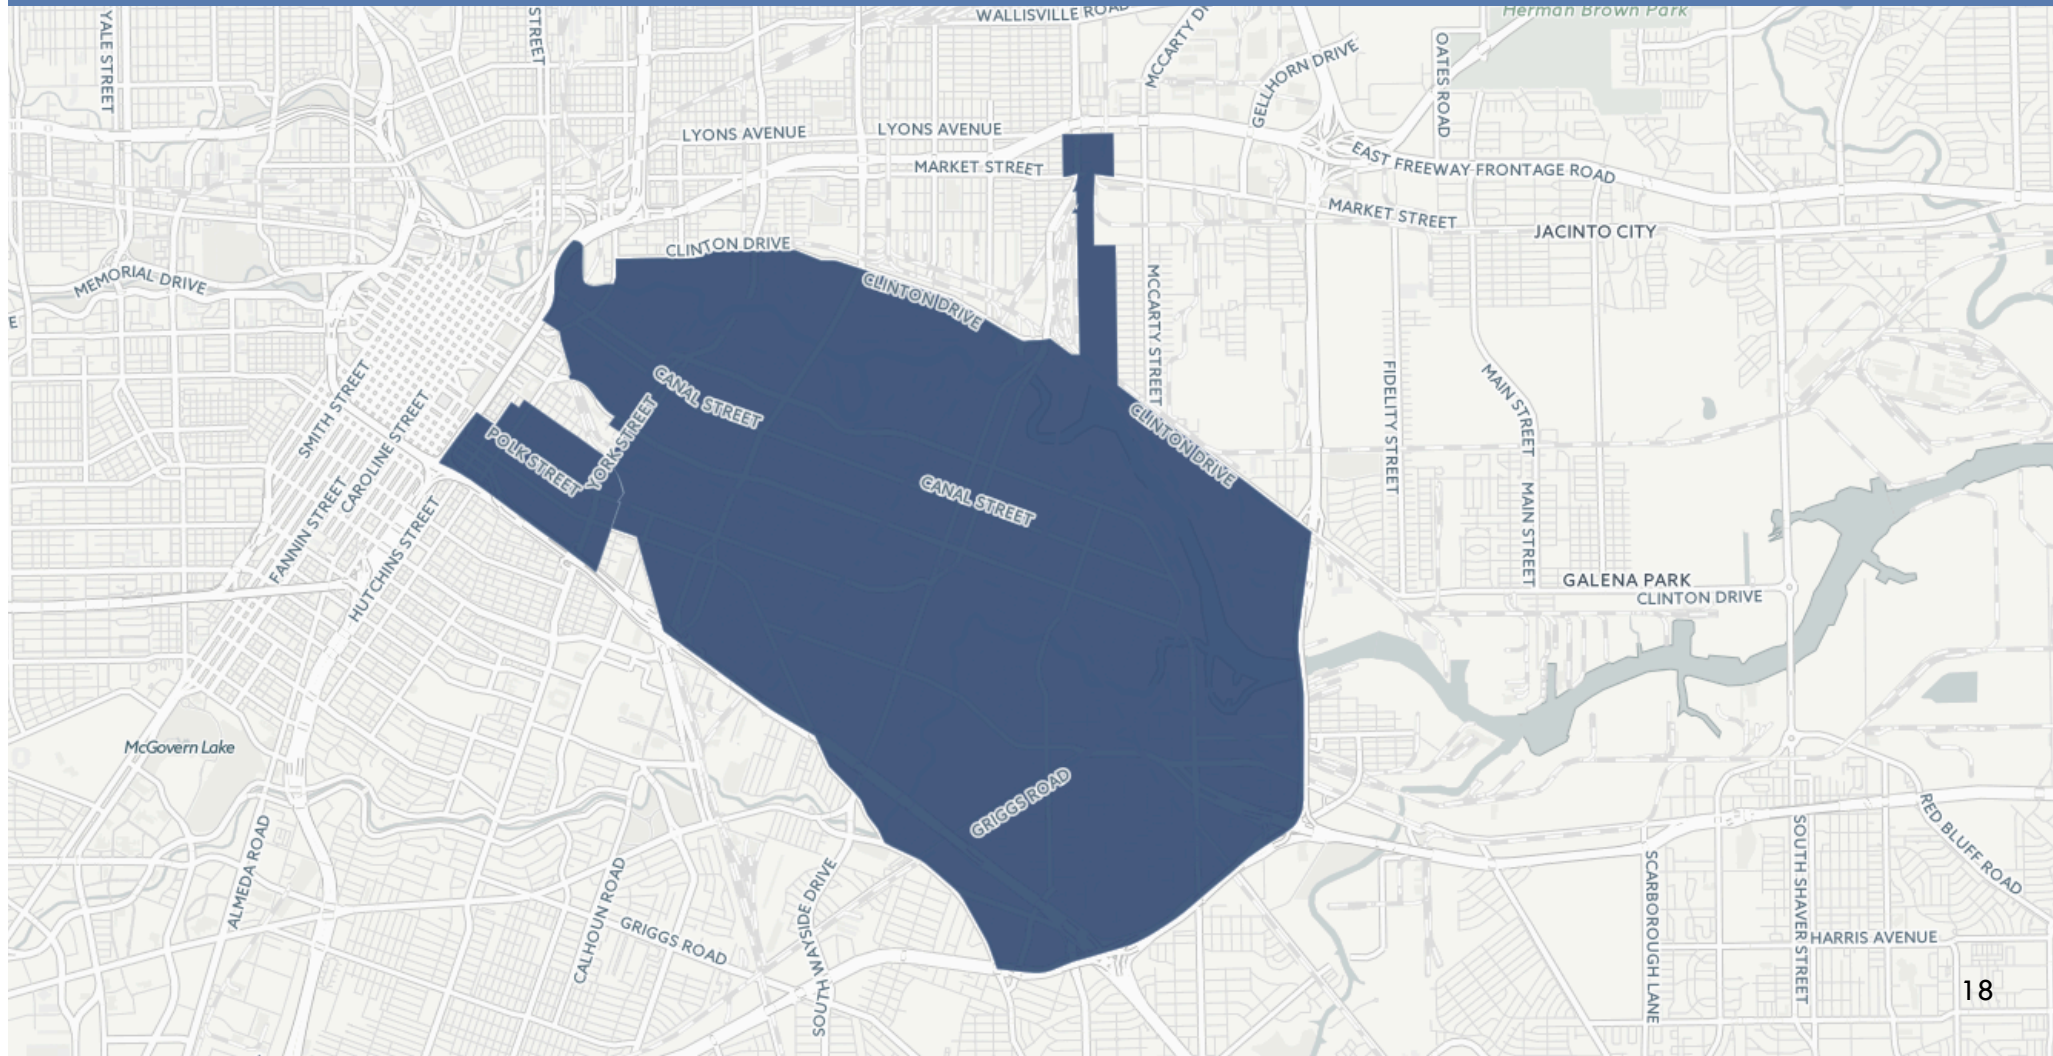 YALE STREET
STREET
WALLISVILLE ROAD
MCCARTY
Herman Brown Park
OATES ROAD
GELLHORN DRIVE
LYONS AVENUE
LYONS AVENUE
MARKET STREET
EAST FREEWAY FRONTAGE ROAD
MARKET STREET
JACINTO CITY
CLINTON DRIVE
MEMORIAL DRIVE
CLINTON DRIVE
MCCARTY STREET
E
SMITH STREET
CAROLINE STREET
CANAL STREET
YORK STREET
POLK STREET
CLINTON DRIVE
FIDELITY STREET
MAIN STREET
MAIN STREET
FANNIN STREET
HUTCHINS STREET
CANAL STREET
GALENA PARK
CLINTON DRIVE
McGovern Lake
GRIGGS ROAD
ALMEDA ROAD
CALHOUN ROAD
GRIGGS ROAD
SOUTH WAYSIDE DRIVE
RED BLUFF ROAD
SOUTH SHAVER STREET
SCARBOROUGH LANE
HARRIS AVENUE
18